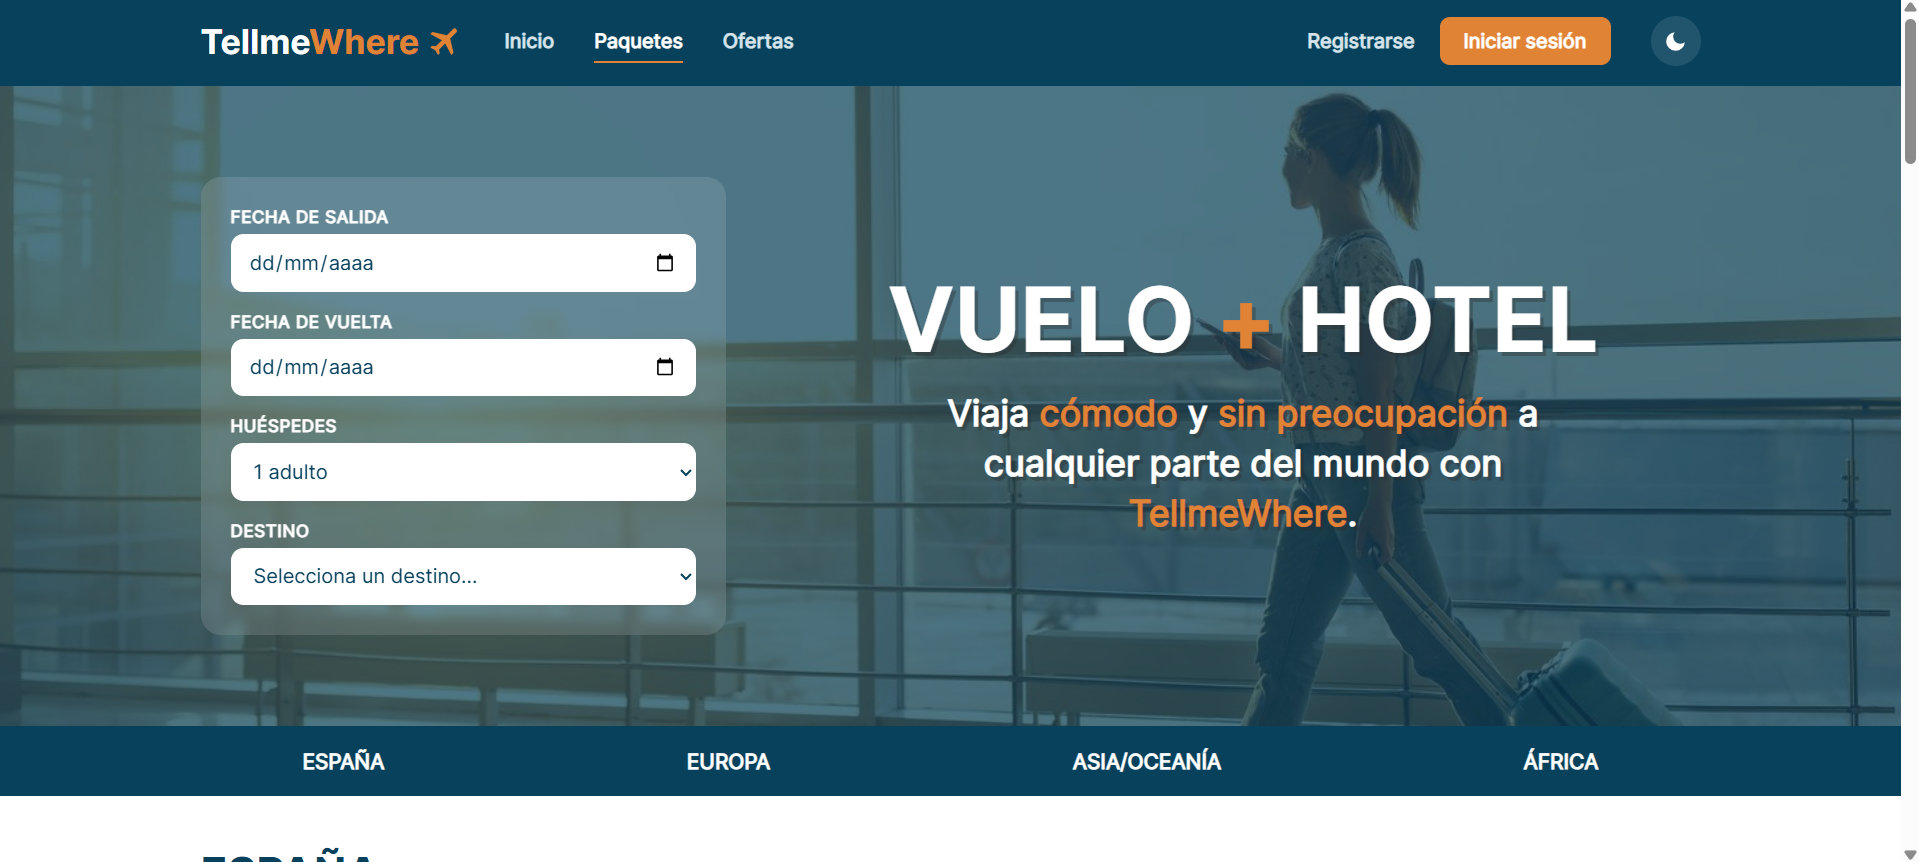 TellmeWhere
Inicio
Paquetes
Ofertas
Registrarse
Iniciar sesión
FECHA DE SALIDA
dd/mm/aaaa
FECHA DE VUELTA
dd/mm/aaaa
HUÉSPEDES
1 adulto
DESTINO
Selecciona un destino...
VUELO + HOTEL
Viaja cómodo y sin preocupación a
cualquier parte del mundo con
TellmeWhere.
ESPAÑA
EUROPA
ASIA/OCEANÍA
ÁFRICA
ESPAÑA